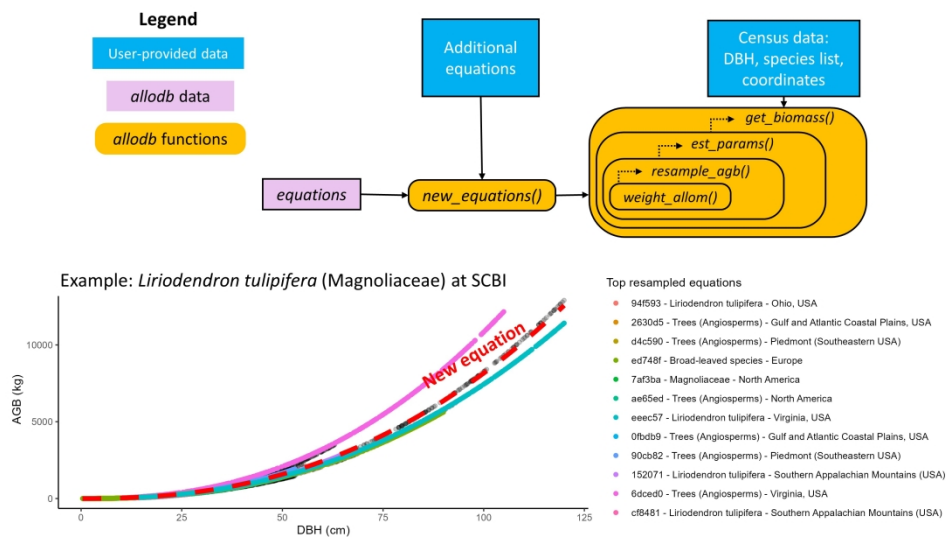 Legend
User-provided data
allodb data
allodb functions
Additional
equations
Census data:
DBH, species list,
coordinates
equations
new_equations()
get_biomass()
est_params()
resample_agb()
weight_allom()
Example: Liriodendron tulipifera (Magnoliaceae) at SCBI
AGB (kg)
10000
5000
0
New equation
0
25
50
75
100
125
DBH (cm)
Top resampled equations
94f593 - Liriodendron tulipifera - Ohio, USA
2630d5 - Trees (Angiosperms) - Gulf and Atlantic Coastal Plains, USA
d4c590 - Trees (Angiosperms) - Piedmont (Southeastern USA)
ed748f - Broad-leaved species - Europe
7af3ba - Magnoliaceae - North America
ae65ed - Trees (Angiosperms) - North America
eeec57 - Liriodendron tulipifera - Virginia, USA
0fbdb9 - Trees (Angiosperms) - Gulf and Atlantic Coastal Plains, USA
90cb82 - Trees (Angiosperms) - Piedmont (Southeastern USA)
152071 - Liriodendron tulipifera - Southern Appalachian Mountains (USA)
6dced0 - Trees (Angiosperms) - Virginia, USA
cf8481 - Liriodendron tulipifera - Southern Appalachian Mountains (USA)